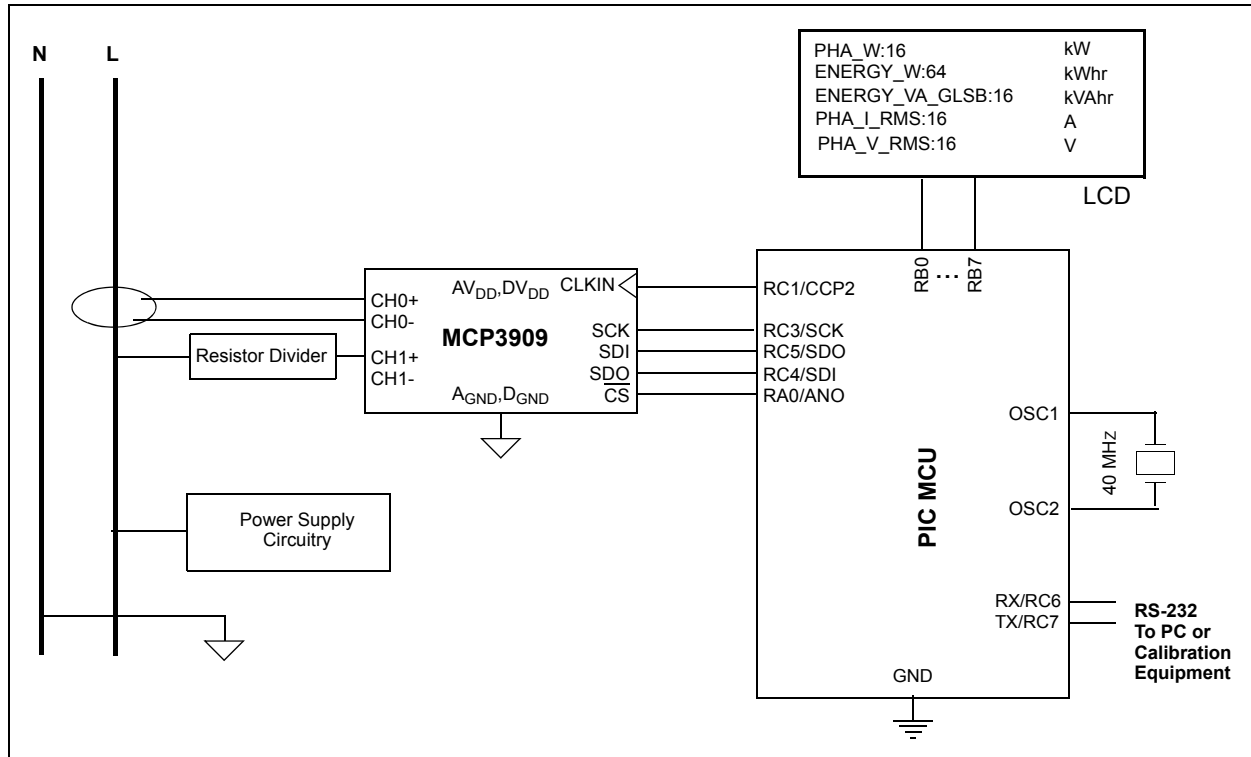 N L
PHA_W:16 kW
ENERGY_W:64 kWhr
ENERGY_VA_GLSB:16 kVAhr
PHA_I_RMS:16 A
PHA_V_RMS:16 V
LCD
RB0 ... RB7
CH0+
CH0-
CH1+
CH1-
AVDD,DVDD CLKIN
MCP3909
SCK
SDI
SDO
CS
AGND,DGND
RC1/CCP2
RC3/SCK
RC5/SDO
RC4/SDI
RA0/ANO
Resistor Divider
OSC1
40 MHz
OSC2
PIC MCU
Power Supply
Circuitry
RX/RC6
TX/RC7
RS-232
To PC or
Calibration
Equipment
GND